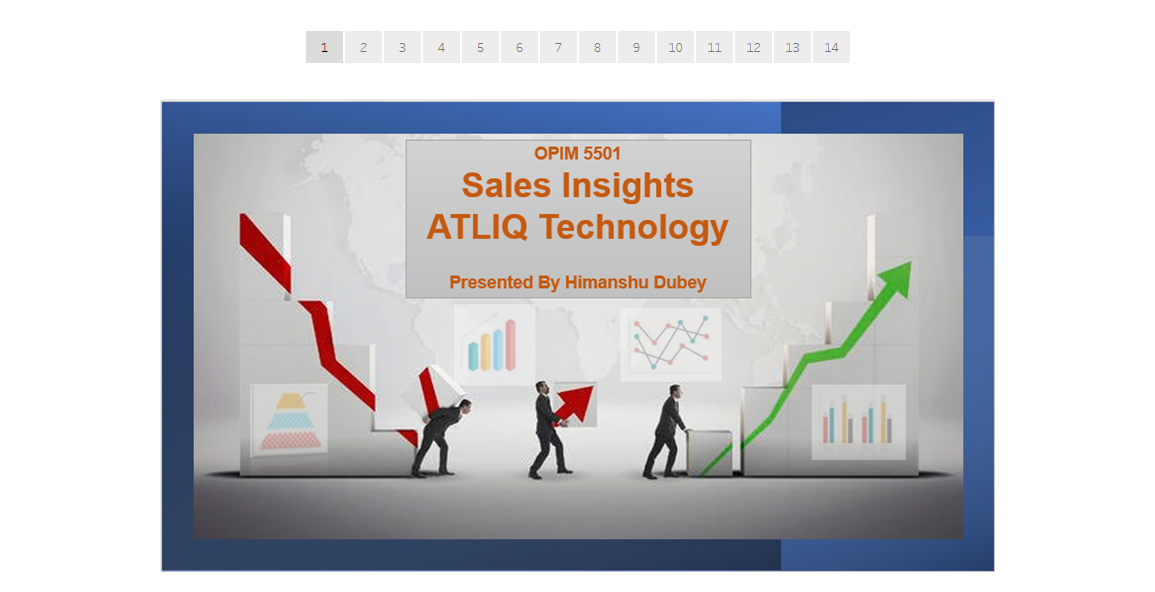 1 2 3 4 5 6 7 8 9 10 11 12 13 14
OPIM 5501
Sales Insights
ATLIQ Technology
Presented By Himanshu Dubey